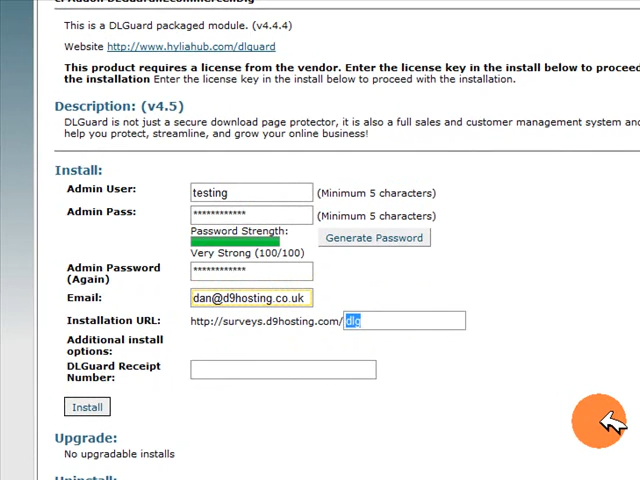 This is a DLGuard packaged module. (v4.4.4)
Website http://www.hyliahub.com/dlguard
This product requires a license from the vendor. Enter the license key in the install below to proceed
the installation Enter the license key in the install below to proceed with the installation.
Description: (v4.5)
DLGuard is not just a secure download page protector, it is also a full sales and customer management system and
help you protect, streamline, and grow your online business!
Install:
Admin User: testing (Minimum 5 characters)
Admin Pass: ************ (Minimum 5 characters)
Password Strength:
Generate Password
Very Strong (100/100)
Admin Password
(Again) ************
Email: dan@d9hosting.co.uk
Installation URL: http://surveys.d9hosting.com/ dlg
Additional install
options:
DLGuard Receipt
Number:
Install
Upgrade:
No upgradable installs